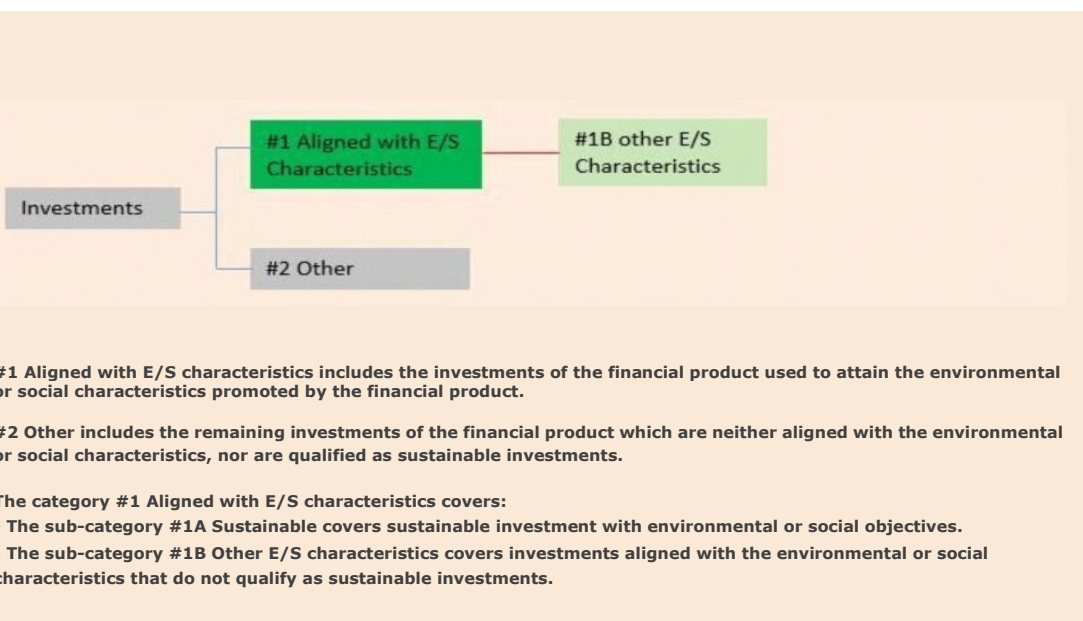 #1 Aligned with E/S
Characteristics
#1B other E/S
Characteristics
Investments
#2 Other
#1 Aligned with E/S characteristics includes the investments of the financial product used to attain the environmental
or social characteristics promoted by the financial product.
#2 Other includes the remaining investments of the financial product which are neither aligned with the environmental
or social characteristics, nor are qualified as sustainable investments.
The category #1 Aligned with E/S characteristics covers:
The sub-category #1A Sustainable covers sustainable investment with environmental or social objectives.
The sub-category #1B Other E/S characteristics covers investments aligned with the environmental or social
characteristics that do not qualify as sustainable investments.